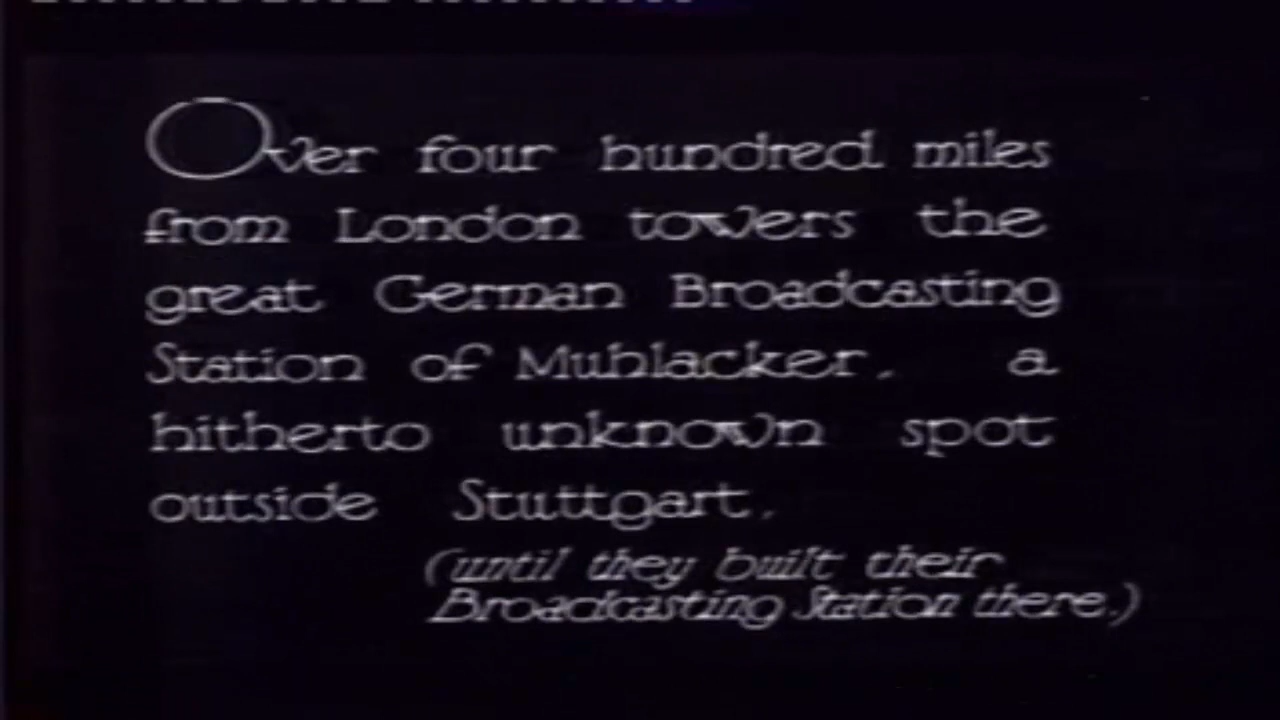 Over four hundred miles
from London towers the
great German Broadcasting
Station of Muhlacker, a
hitherto unknown spot
outside Stuttgart.
(until they built their
Broadcasting Station there.)